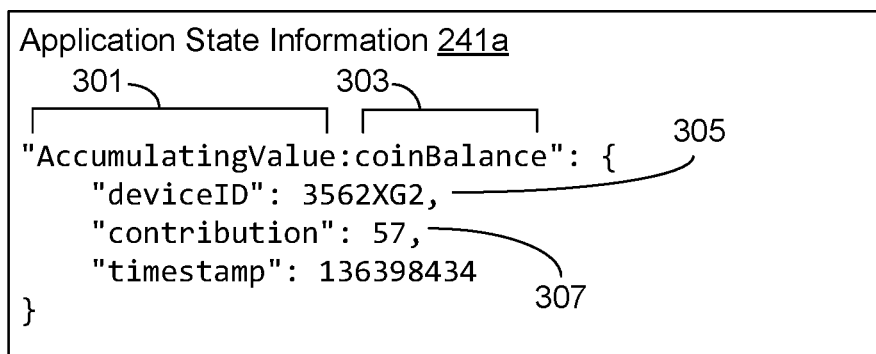 Application State Information 241a
301 303
"AccumulatingValue:coinBalance": {
305
"deviceID": 3562XG2,
"contribution": 57,
"timestamp": 136398434
307
}